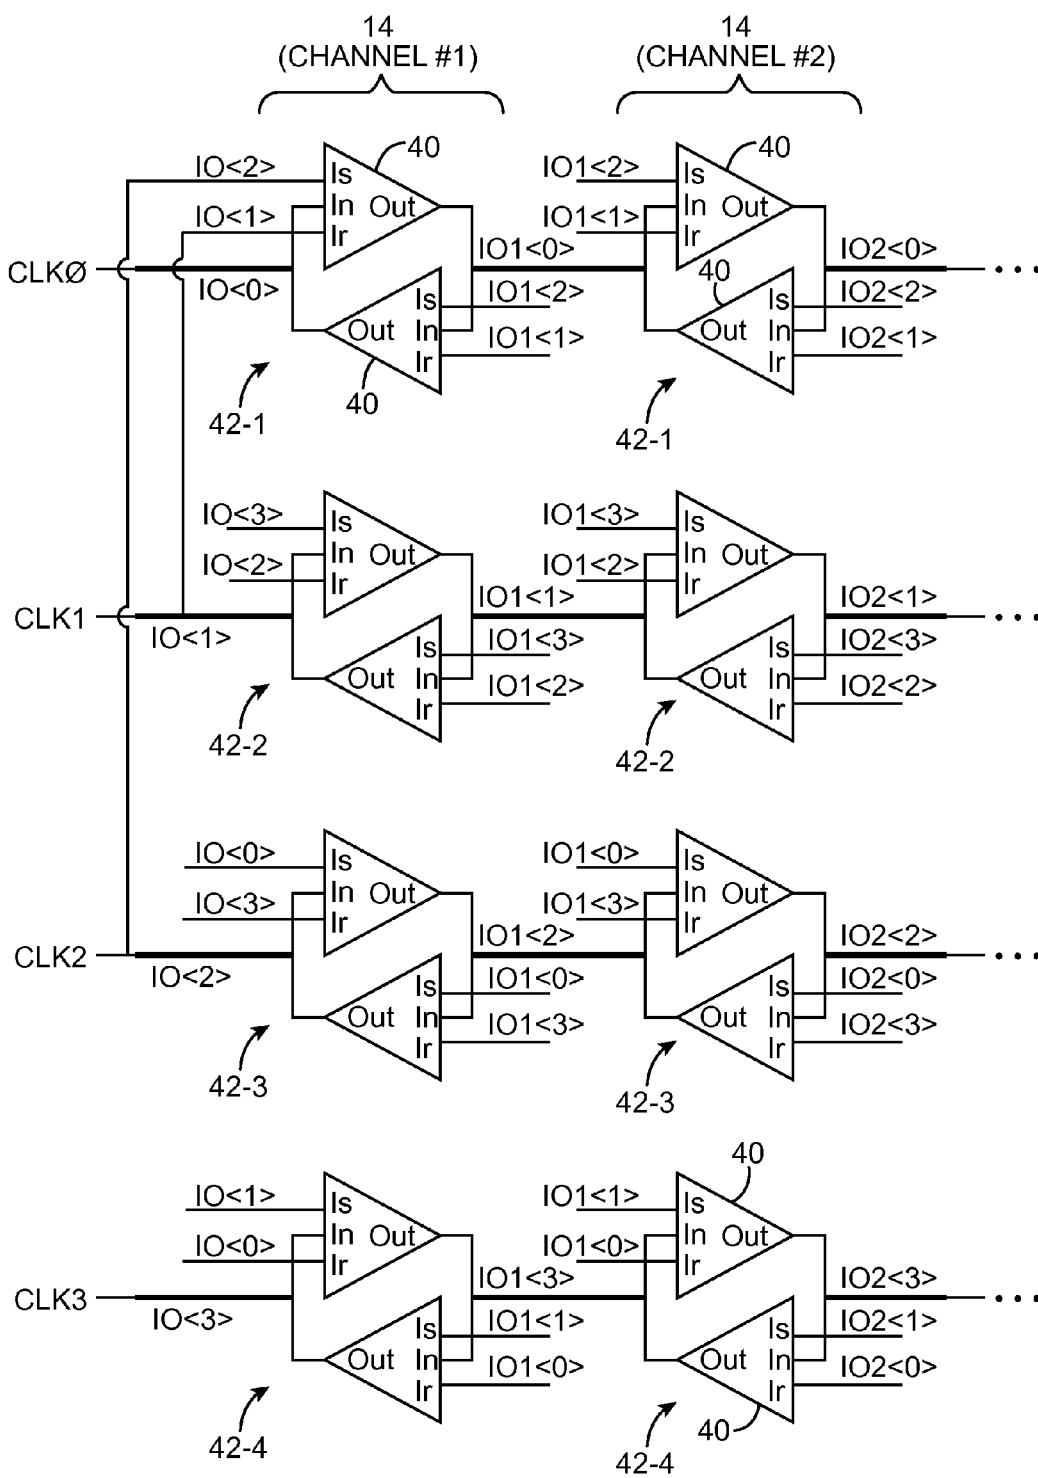 14
(CHANNEL #1)
14
(CHANNEL #2)
40
40
IO<2>
Is
IO1<2>
Is
IO<1>
In
Out
IO1<1>
In
Out
Ir
Ir
CLKØ
IO<0>
IO1<0>
40
IO2<0>
...
Is
IO1<2>
Is
IO2<2>
Out
In
Out
In
Ir
IO1<1>
Ir
IO2<1>
40
42-1
42-1
IO<3>
Is
IO1<3>
Is
IO<2>
In
Out
IO1<2>
In
Out
Ir
Ir
CLK1
IO<1>
IO1<1>
IO2<1>
...
Is
IO1<3>
Is
IO2<3>
Out
In
Out
In
Ir
IO1<2>
Ir
IO2<2>
42-2
42-2
IO<0>
Is
IO1<0>
Is
IO<3>
In
Out
IO1<3>
In
Out
Ir
Ir
CLK2
IO<2>
IO1<2>
IO2<2>
...
Is
IO1<0>
Is
IO2<0>
Out
In
Out
In
Ir
IO1<3>
Ir
IO2<3>
42-3
42-3
40
IO<1>
Is
IO1<1>
Is
IO<0>
In
Out
IO1<0>
In
Out
Ir
Ir
CLK3
IO<3>
IO1<3>
IO2<3>
...
Is
IO1<1>
Is
IO2<1>
Out
In
Out
In
Ir
IO1<0>
Ir
IO2<0>
40
42-4
42-4